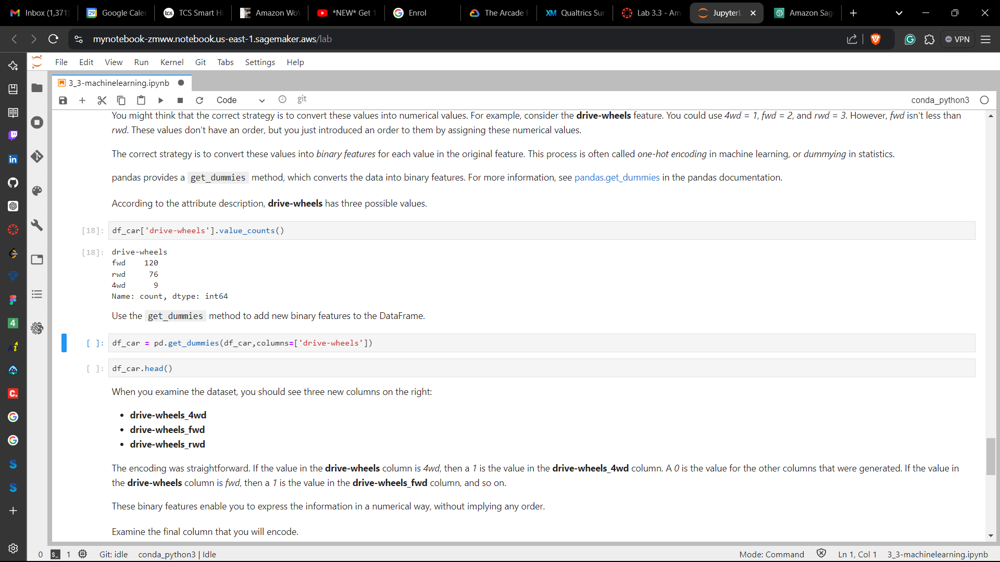 Inbox (1,371)
Google Caler
TCS Smart Hi
Amazon Wo
*NEW* Get 1
Enrol
The Arcade F
Qualtrics Sur
Lab 3.3 - Am
JupyterL
Amazon Sag
mynotebook-zmww.notebook.us-east-1.sagemaker.aws/lab
VPN
File Edit View Run Kernel Git Tabs Settings Help
3_3-machinelearning.ipynb
Code
git
conda_python3
You might think that the correct strategy is to convert these values into numerical values. For example, consider the drive-wheels feature. You could use 4wd = 1, fwd = 2, and rwd = 3. However, fwd isn't less than
rwd. These values don't have an order, but you just introduced an order to them by assigning these numerical values.
The correct strategy is to convert these values into binary features for each value in the original feature. This process is often called one-hot encoding in machine learning, or dummying in statistics.
pandas provides a get_dummies method, which converts the data into binary features. For more information, see pandas.get_dummies in the pandas documentation.
According to the attribute description, drive-wheels has three possible values.
[18]: df_car['drive-wheels'].value_counts()
[18]: drive-wheels
fwd 120
rwd 76
4wd 9
Name: count, dtype: int64
Use the get_dummies method to add new binary features to the DataFrame.
[ ]: df_car = pd.get_dummies(df_car,columns=['drive-wheels'])
[ ]: df_car.head()
When you examine the dataset, you should see three new columns on the right:
• drive-wheels_4wd
• drive-wheels_fwd
• drive-wheels_rwd
The encoding was straightforward. If the value in the drive-wheels column is 4wd, then a 1 is the value in the drive-wheels_4wd column. A 0 is the value for the other columns that were generated. If the value in
the drive-wheels column is fwd, then a 1 is the value in the drive-wheels_fwd column, and so on.
These binary features enable you to express the information in a numerical way, without implying any order.
Examine the final column that you will encode.
0 1 Git: idle conda_python3 | Idle
Mode: Command Ln 1, Col 1 3_3-machinelearning.ipynb